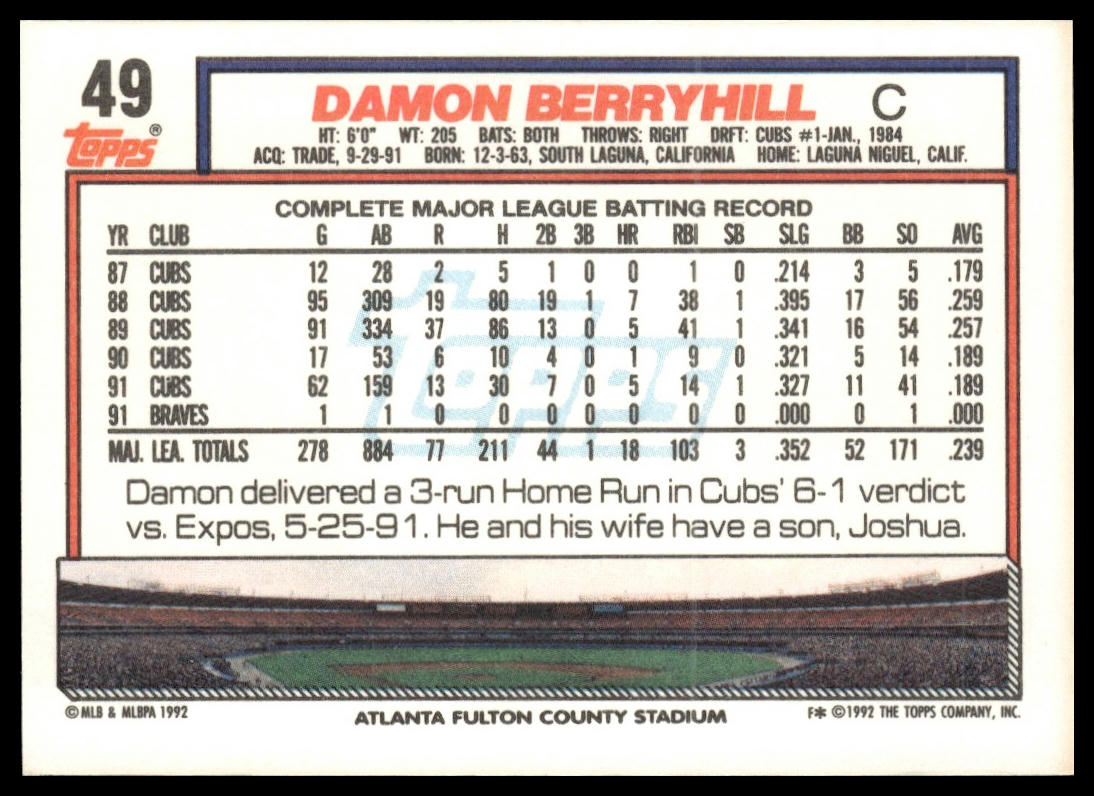 49
Topps®
DAMON BERRYHILL C
HT: 6'0" WT: 205 BATS: BOTH THROWS: RIGHT DRFT: CUBS #1-JAN., 1984
ACQ: TRADE, 9-29-91 BORN: 12-3-63, SOUTH LAGUNA, CALIFORNIA HOME: LAGUNA NIGUEL, CALIF.
COMPLETE MAJOR LEAGUE BATTING RECORD
YR CLUB G AB R H 2B 3B HR RBI SB SLG BB SO AVG
87 CUBS 12 28 2 5 1 0 0 1 0 .214 3 5 .179
88 CUBS 95 309 19 80 19 1 7 38 1 .395 17 56 .259
89 CUBS 91 334 37 86 13 0 5 41 1 .341 16 54 .257
90 CUBS 17 53 6 10 4 0 1 9 0 .321 5 14 .189
91 CUBS 62 159 13 30 7 0 5 14 1 .327 11 41 .189
91 BRAVES 1 1 0 0 0 0 0 0 0 .000 0 1 .000
MAJ. LEA. TOTALS 278 884 77 211 44 1 18 103 3 .352 52 171 .239
Topps
Damon delivered a 3-run Home Run in Cubs' 6-1 verdict
vs. Expos, 5-25-91. He and his wife have a son, Joshua.
© MLB & MLBPA 1992
ATLANTA FULTON COUNTY STADIUM
F* © 1992 THE TOPPS COMPANY, INC.